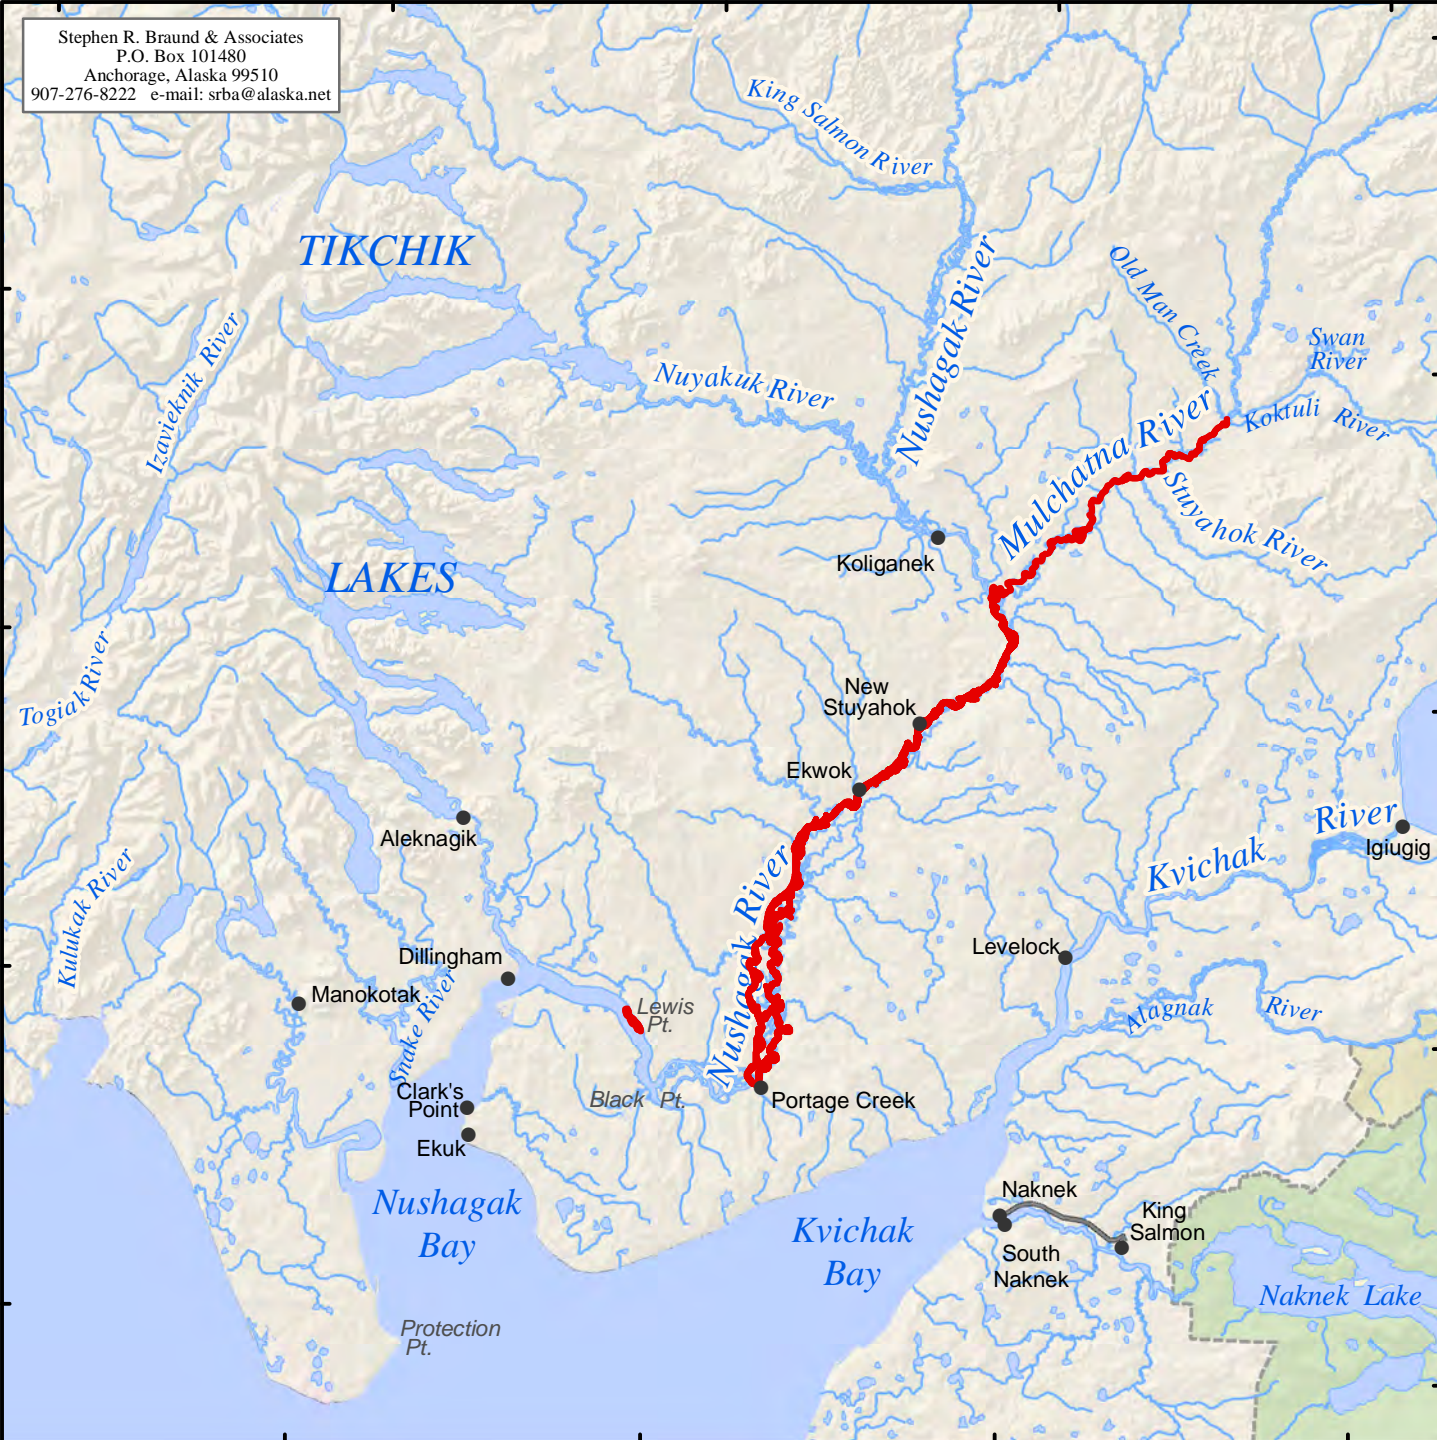 Stephen R. Braund & Associates
P.O. Box 101480
Anchorage, Alaska 99510
907-276-8222 e-mail: srba@alaska.net
King Salmon River
TIKCHIK
Nushagak River
Old Man Creek
Izavieknik River
Swan
River
Nuyakuk River
Koktuli River
Mulchatna River
Stuyahok River
Koliganek
LAKES
Togiak River
New
Stuyahok
Ekwok
Aleknagik
Kvichak River
Igiugig
Kulukak River
Nushagak River
Levelock
Dillingham
Manokotak
Snake River
Lewis
Pt.
Alagnak River
Clark's
Point
Black Pt.
Portage Creek
Ekuk
Nushagak
Bay
Kvichak
Bay
Naknek
King
Salmon
South
Naknek
Naknek Lake
Protection
Pt.